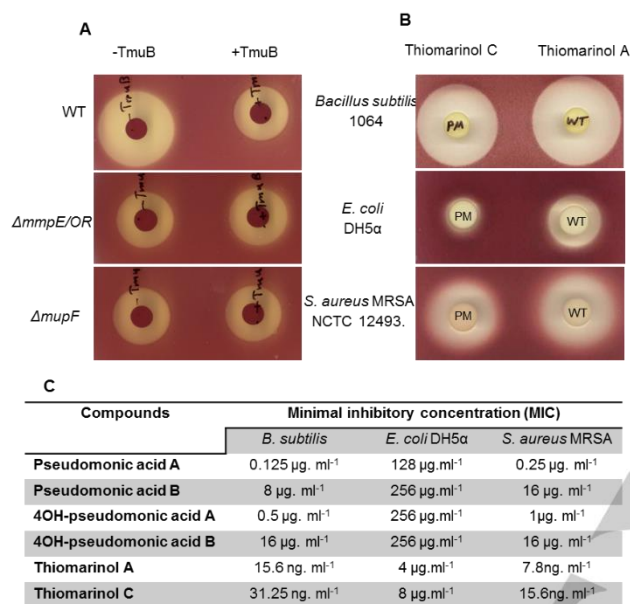 A
B
-TmuB +TmuB
Thiomarinol C Thiomarinol A
WT
-TmuB
Bacillus subtilis
1064
PM WT
ΔmmpE/OR
-Tmu +TmuB
E. coli
DH5α
PM WT
ΔmupF
Tmu +Tmu
S. aureus MRSA
NCTC 12493.
PM WT
C
Compounds Minimal inhibitory concentration (MIC)
B. subtilis E. coli DH5α S. aureus MRSA
Pseudomonic acid A 0.125 µg. ml-1 128 µg.ml-1 0.25 µg. ml-1
Pseudomonic acid B 8 µg. ml-1 256 µg.ml-1 16 µg. ml-1
4OH-pseudomonic acid A 0.5 µg. ml-1 256 µg.ml-1 1µg. ml-1
4OH-pseudomonic acid B 16 µg. ml-1 256 µg.ml-1 16 µg. ml-1
Thiomarinol A 15.6 ng. ml-1 4 µg.ml-1 7.8ng. ml-1
Thiomarinol C 31.25 ng. ml-1 8 µg.ml-1 15.6ng. ml-1